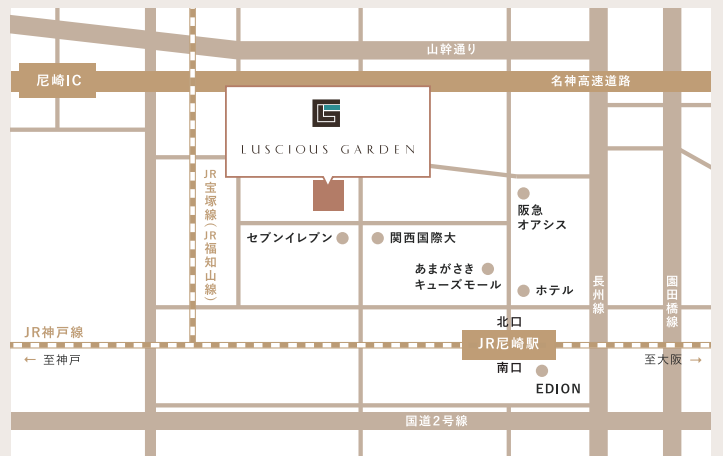 山幹通り
尼崎IC
名神高速道路
LUSCIOUS GARDEN
JR宝塚線(JR福知山線)
阪急
オアシス
セブンイレブン
関西国際大
あまがさき
キューズモール
ホテル
長州線
園田橋線
北口
JR神戸線
JR尼崎駅
← 至神戸
至大阪 →
南口
EDION
国道2号線